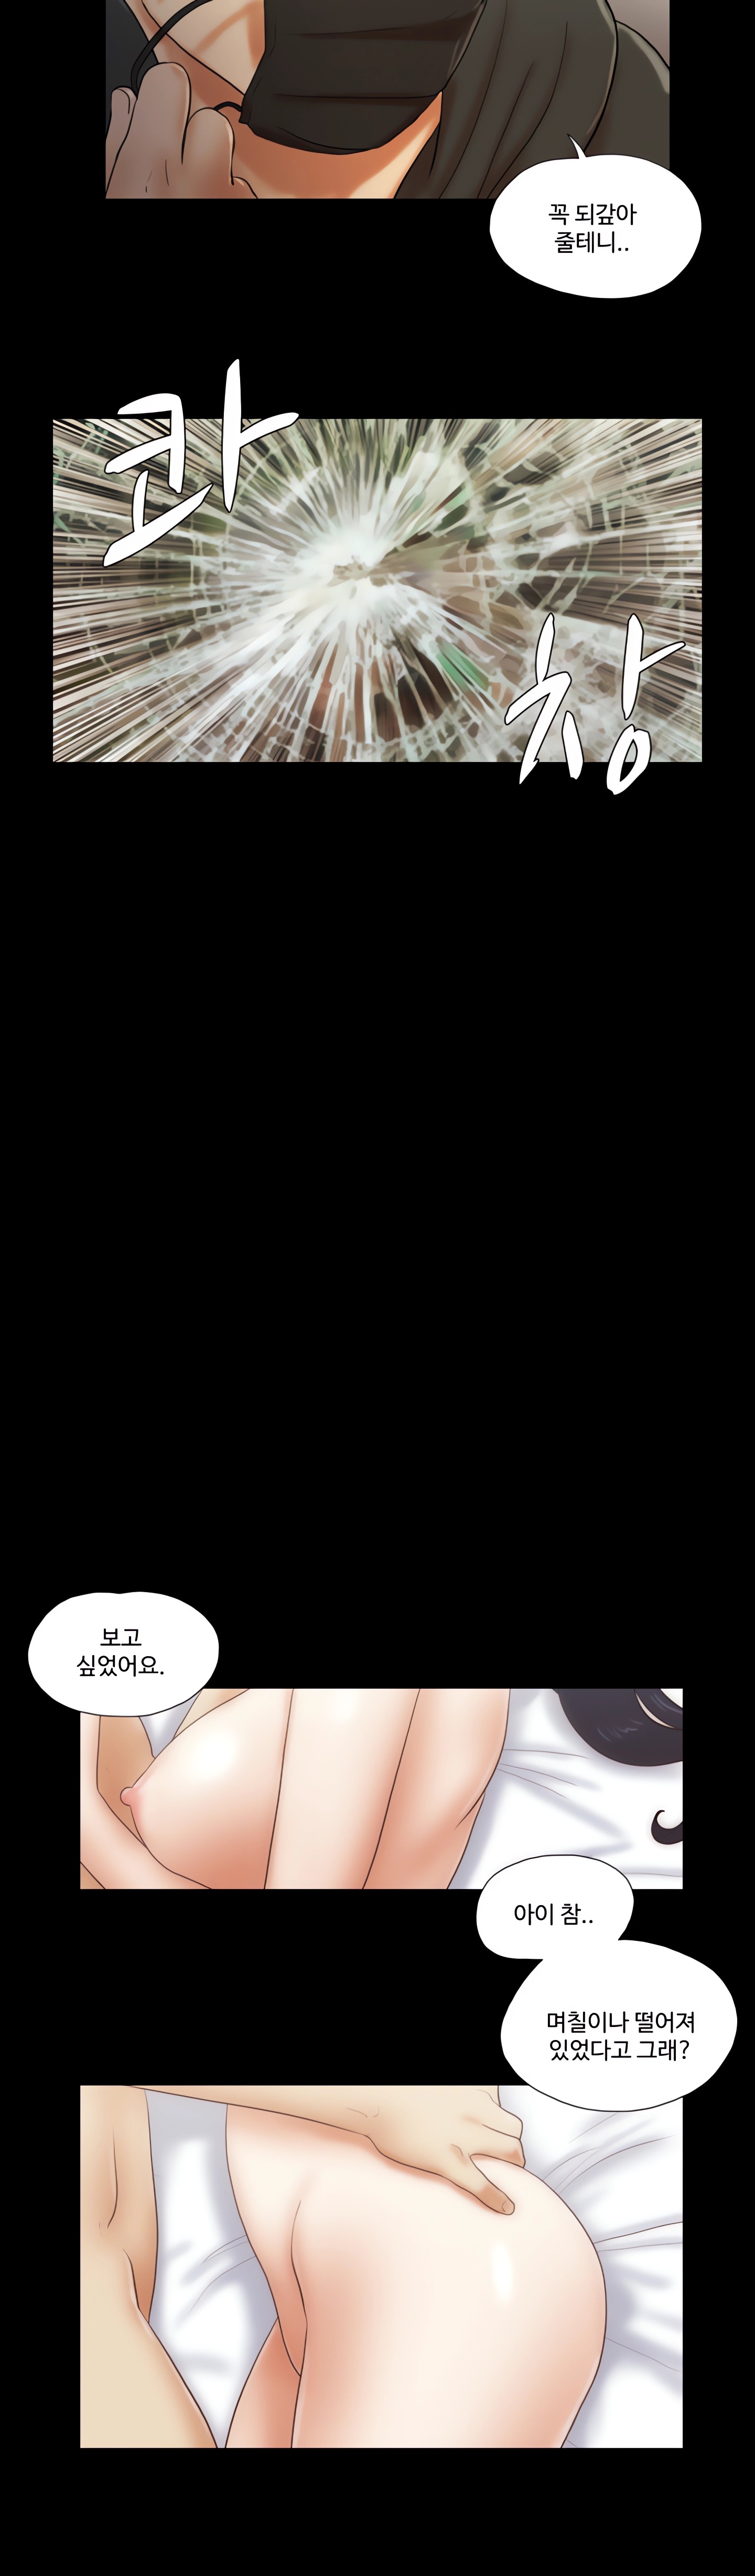 꼭 되갚아
줄테니..
콰
창
보고
싶었어요.
아이 참..
며칠이나 떨어져
있었다고 그래?